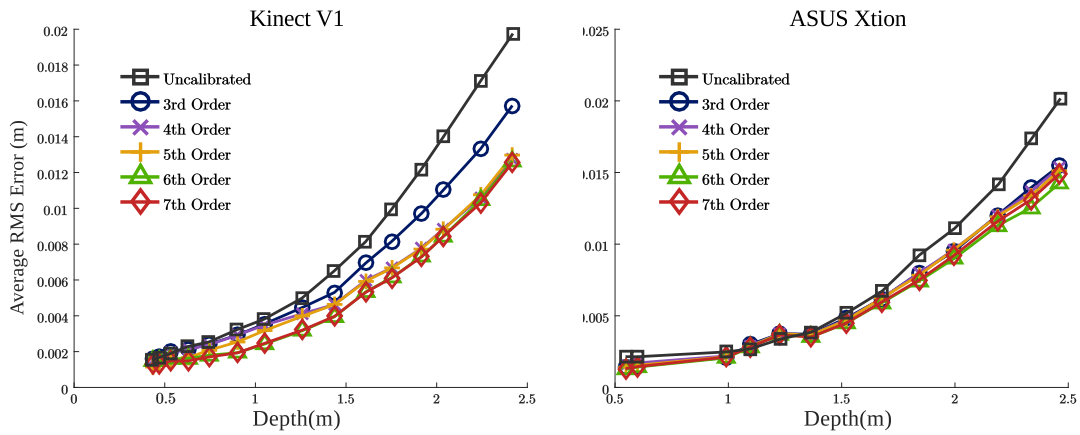 Kinect V1
Average RMS Error (m)
0.02
0.018
0.016
0.014
0.012
0.01
0.008
0.006
0.004
0.002
0
Uncalibrated
3rd Order
4th Order
5th Order
6th Order
7th Order
0 0.5 1 1.5 2 2.5
Depth(m)
ASUS Xtion
).025
0.02
0.015
0.01
0.005
0
Uncalibrated
3rd Order
4th Order
5th Order
6th Order
7th Order
0.5 1 1.5 2 2.5
Depth(m)